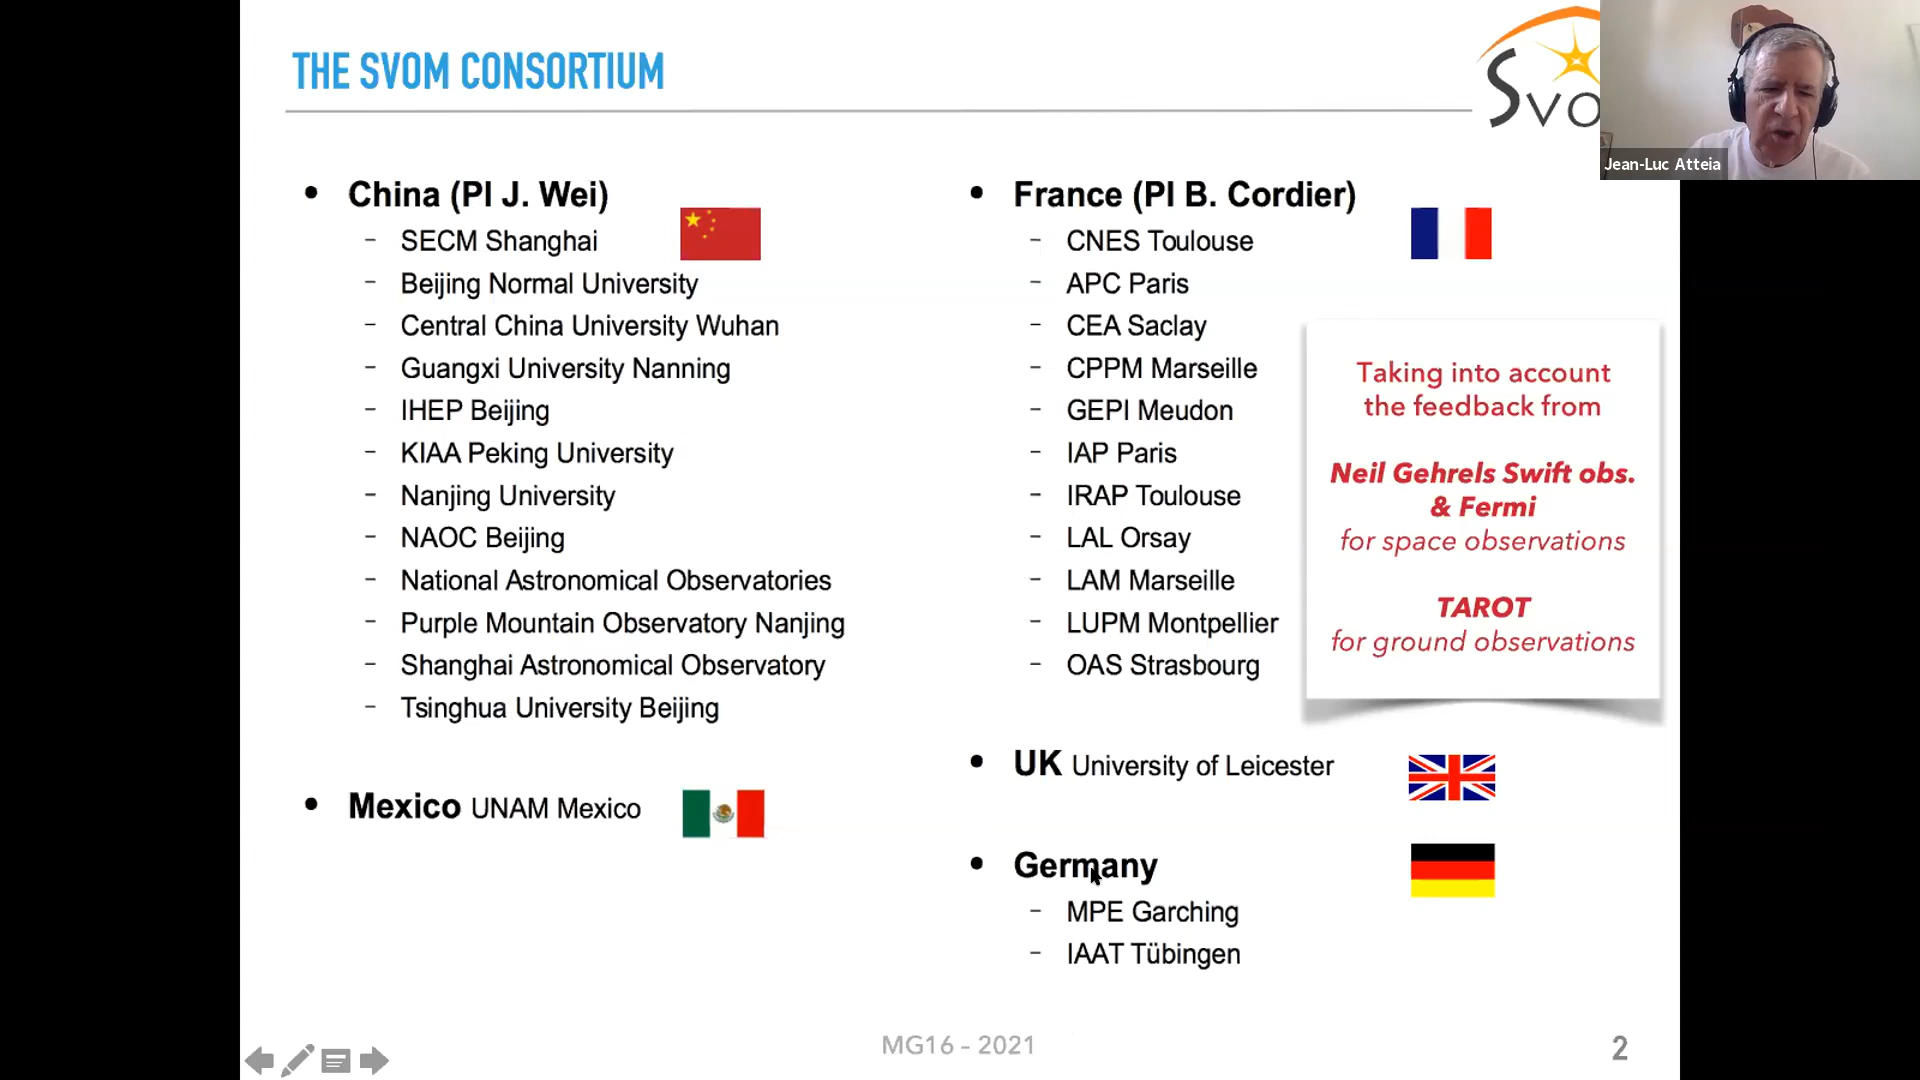 THE SVOM CONSORTIUM
Svo
Jean-Luc Atteia
• China (PI J. Wei)
- SECM Shanghai
- Beijing Normal University
- Central China University Wuhan
- Guangxi University Nanning
- IHEP Beijing
- KIAA Peking University
- Nanjing University
- NAOC Beijing
- National Astronomical Observatories
- Purple Mountain Observatory Nanjing
- Shanghai Astronomical Observatory
- Tsinghua University Beijing
• Mexico UNAM Mexico
• France (PI B. Cordier)
- CNES Toulouse
- APC Paris
- CEA Saclay
- CPPM Marseille
- GEPI Meudon
- IAP Paris
- IRAP Toulouse
- LAL Orsay
- LAM Marseille
- LUPM Montpellier
- OAS Strasbourg
Taking into account
the feedback from
Neil Gehrels Swift obs.
& Fermi
for space observations
TAROT
for ground observations
• UK University of Leicester
• Germany
- MPE Garching
- IAAT Tübingen
MG16 - 2021
2